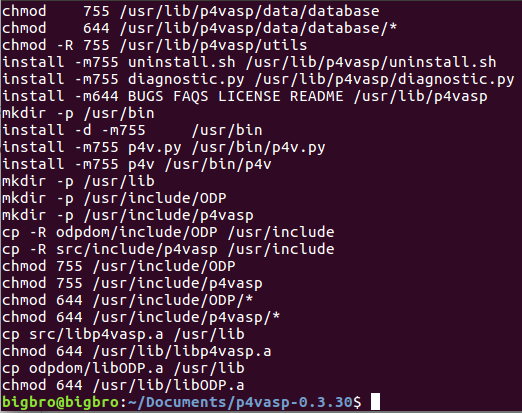 chmod    755 /usr/lib/p4vasp/data/database
chmod    644 /usr/lib/p4vasp/data/database/*
chmod -R 755 /usr/lib/p4vasp/utils
install -m755 uninstall.sh /usr/lib/p4vasp/uninstall.sh
install -m755 diagnostic.py /usr/lib/p4vasp/diagnostic.py
install -m644 BUGS FAQS LICENSE README /usr/lib/p4vasp
mkdir -p /usr/bin
install -d -m755     /usr/bin
install -m755 p4v.py /usr/bin/p4v.py
install -m755 p4v /usr/bin/p4v
mkdir -p /usr/lib
mkdir -p /usr/include/ODP
mkdir -p /usr/include/p4vasp
cp -R odpdom/include/ODP /usr/include
cp -R src/include/p4vasp /usr/include
chmod 755 /usr/include/ODP
chmod 755 /usr/include/p4vasp
chmod 644 /usr/include/ODP/*
chmod 644 /usr/include/p4vasp/*
cp src/libp4vasp.a /usr/lib
chmod 644 /usr/lib/libp4vasp.a
cp odpdom/libODP.a /usr/lib
chmod 644 /usr/lib/libODP.a
bigbro@bigbro:~/Documents/p4vasp-0.3.30$